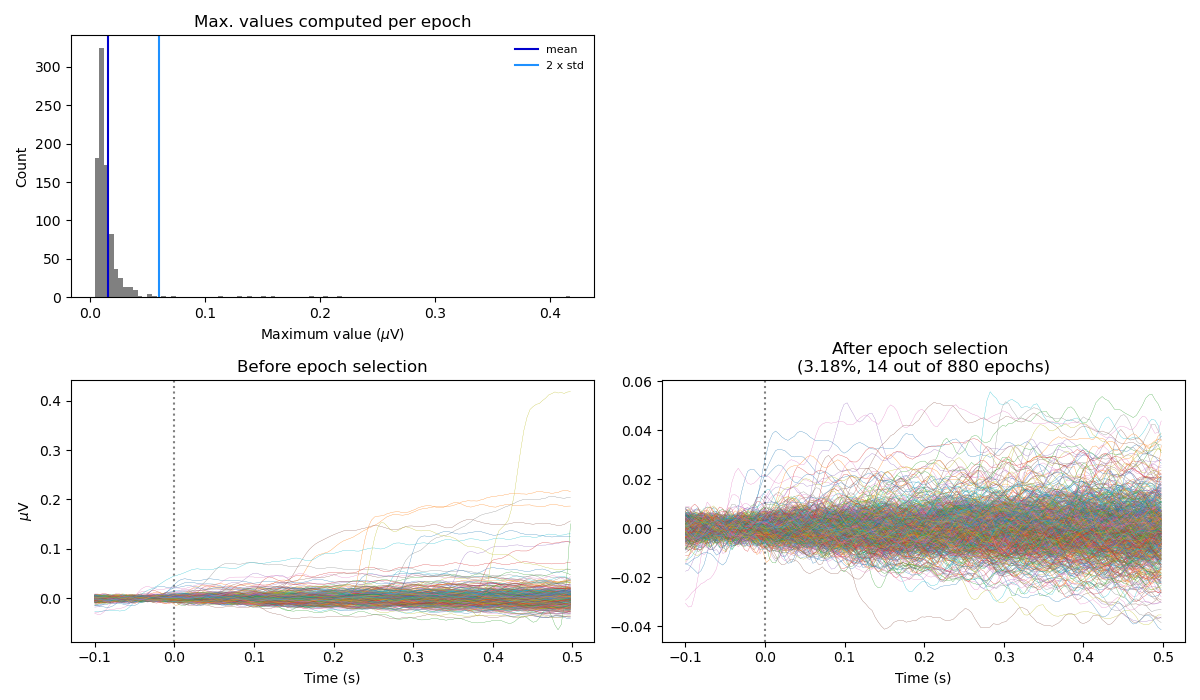 Max. values computed per epoch
mean
2 x std
300
250
200
150
100
50
0
Count
0.0 0.1 0.2 0.3 0.4
Maximum value (μV)
Before epoch selection
0.4
0.3
0.2
0.1
0.0
μV
−0.1 0.0 0.1 0.2 0.3 0.4 0.5
Time (s)
After epoch selection
(3.18%, 14 out of 880 epochs)
0.06
0.04
0.02
0.00
−0.02
−0.04
−0.1 0.0 0.1 0.2 0.3 0.4 0.5
Time (s)